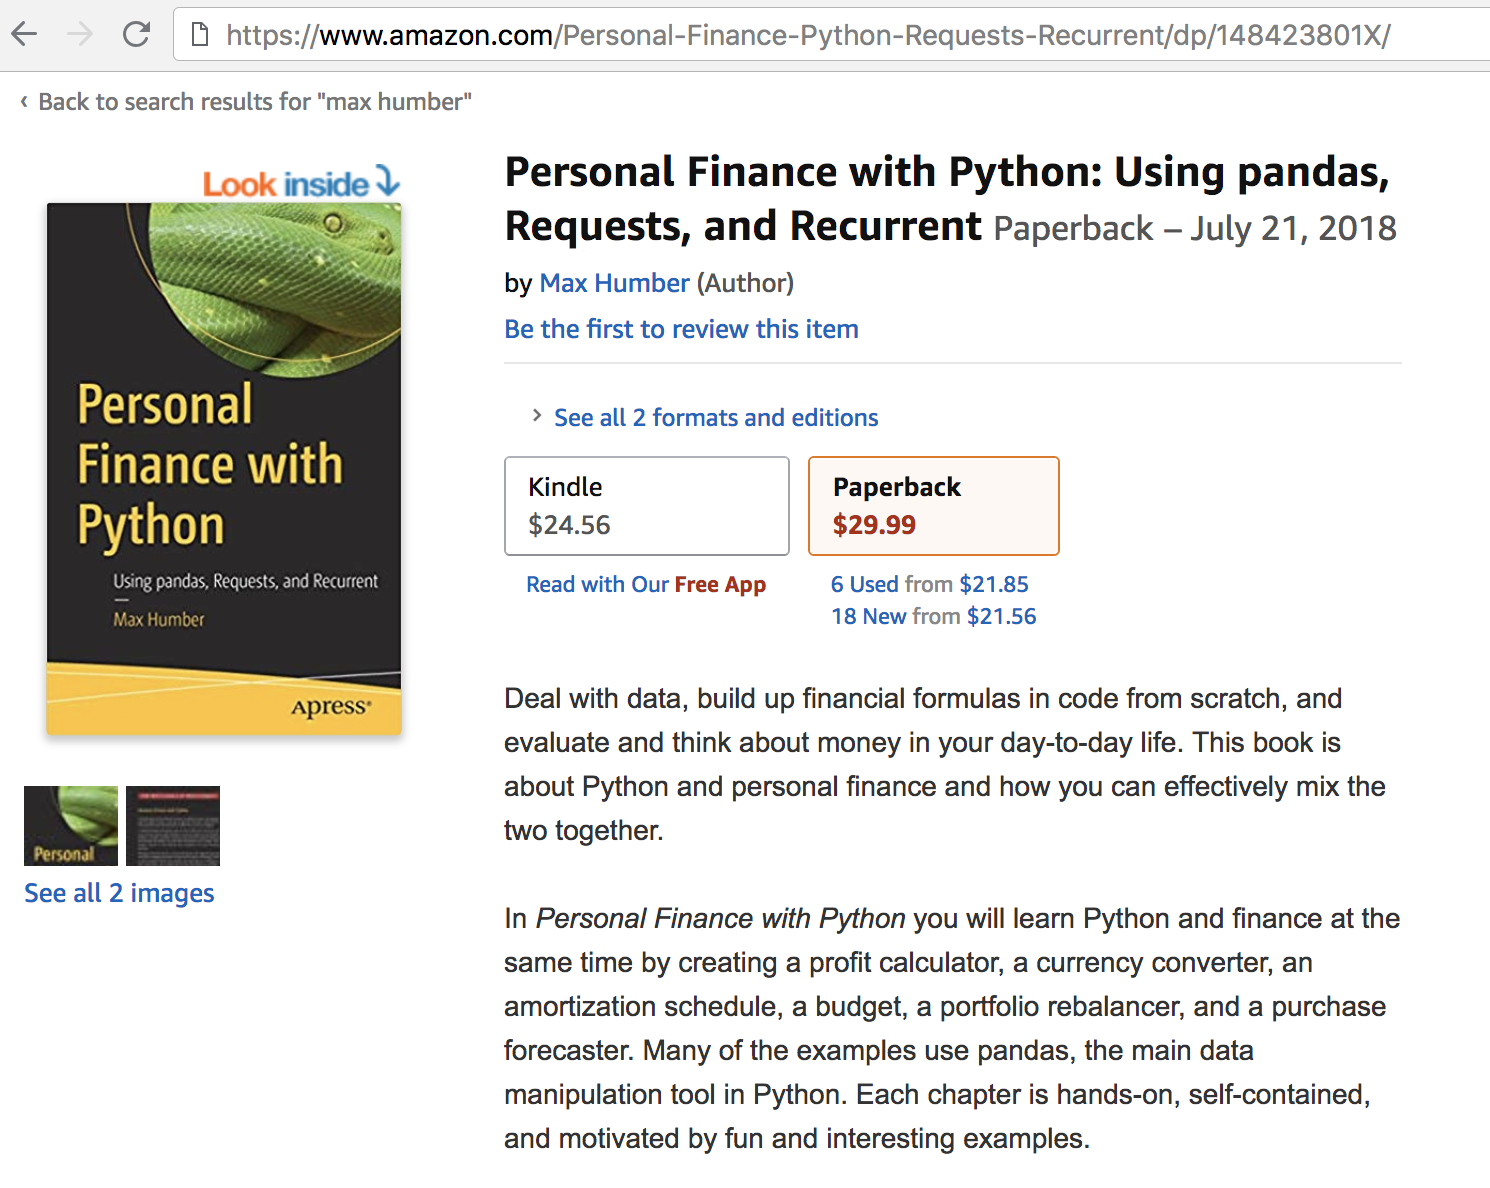 https://www.amazon.com/Personal-Finance-Python-Requests-Recurrent/dp/148423801X/
‹ Back to search results for "max humber"
Look inside
Personal
Finance with
Python
Using pandas, Requests, and Recurrent
Max Humber
Apress®
Personal
See all 2 images
Personal Finance with Python: Using pandas,
Requests, and Recurrent Paperback – July 21, 2018
by Max Humber (Author)
Be the first to review this item
› See all 2 formats and editions
Kindle
$24.56
Paperback
$29.99
Read with Our Free App
6 Used from $21.85
18 New from $21.56
Deal with data, build up financial formulas in code from scratch, and
evaluate and think about money in your day-to-day life. This book is
about Python and personal finance and how you can effectively mix the
two together.
In Personal Finance with Python you will learn Python and finance at the
same time by creating a profit calculator, a currency converter, an
amortization schedule, a budget, a portfolio rebalancer, and a purchase
forecaster. Many of the examples use pandas, the main data
manipulation tool in Python. Each chapter is hands-on, self-contained,
and motivated by fun and interesting examples.